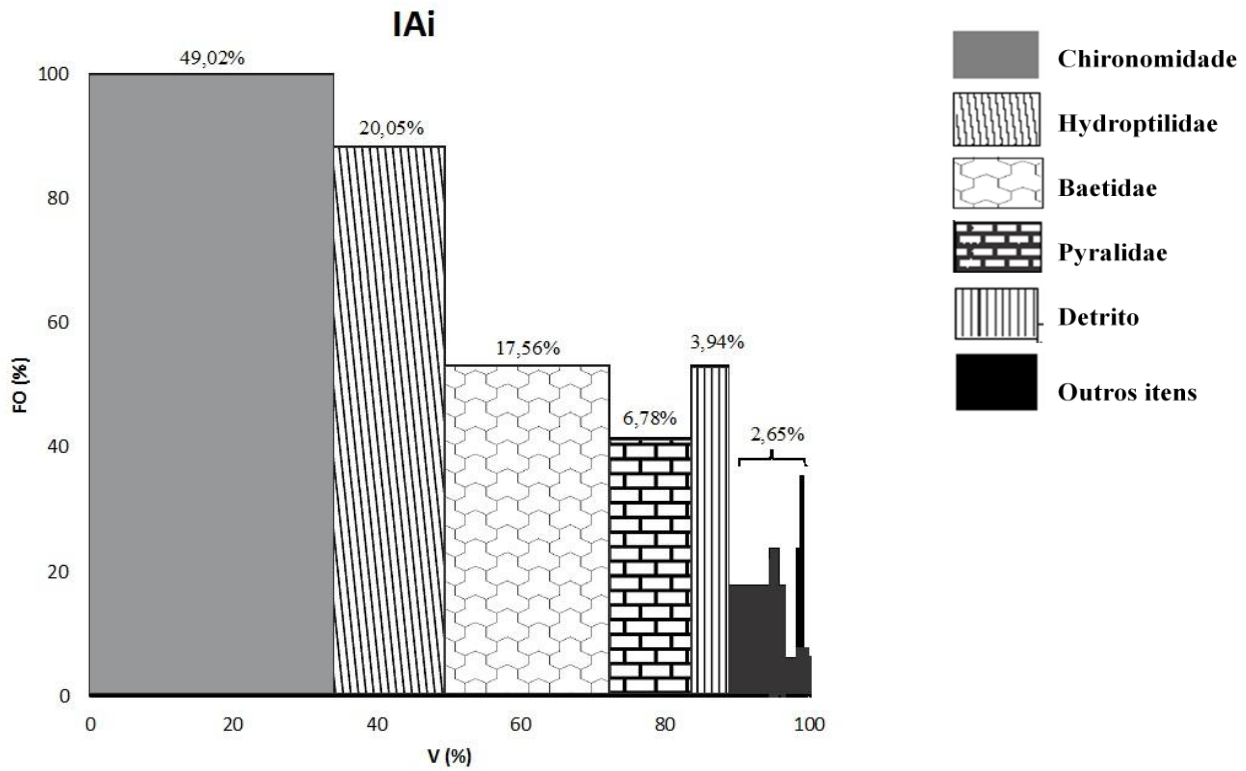 IAi
49,02%
20,05%
17,56%
6,78%
3,94%
2,65%
100
80
60
40
20
0
FO (%)
0 20 40 60 80 100
V (%)
Chironomidade
Hydroptilidae
Baetidae
Pyralidae
Detrito
Outros itens